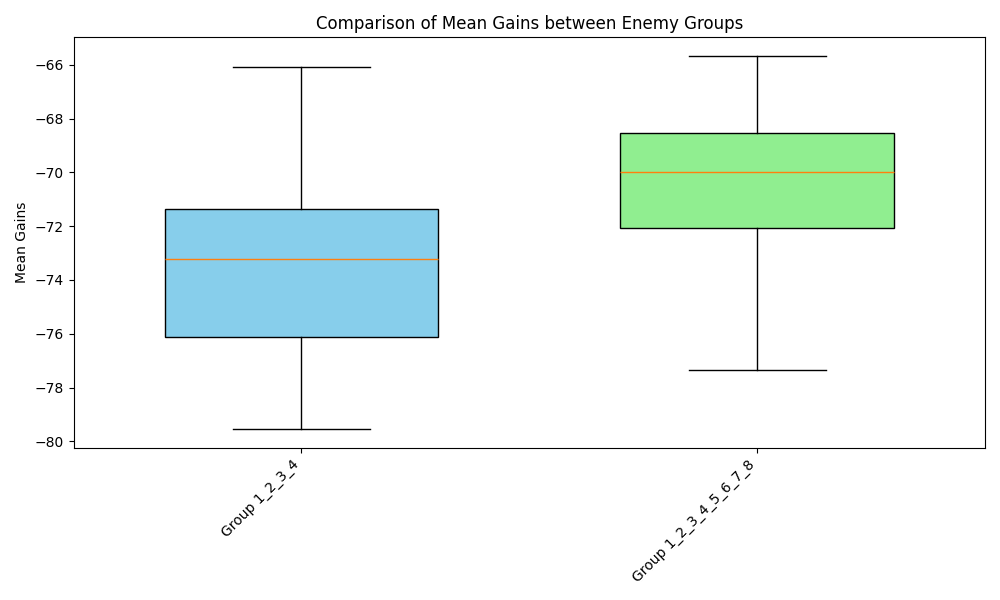 Comparison of Mean Gains between Enemy Groups
Mean Gains
−66
−68
−70
−72
−74
−76
−78
−80
Group 1_2_3_4
Group 1_2_3_4_5_6_7_8